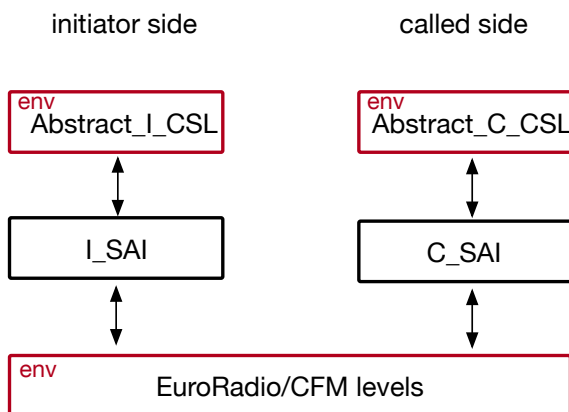 initiator side
called side
env
Abstract_I_CSL
env
Abstract_C_CSL
I_SAI
C_SAI
env
EuroRadio/CFM levels